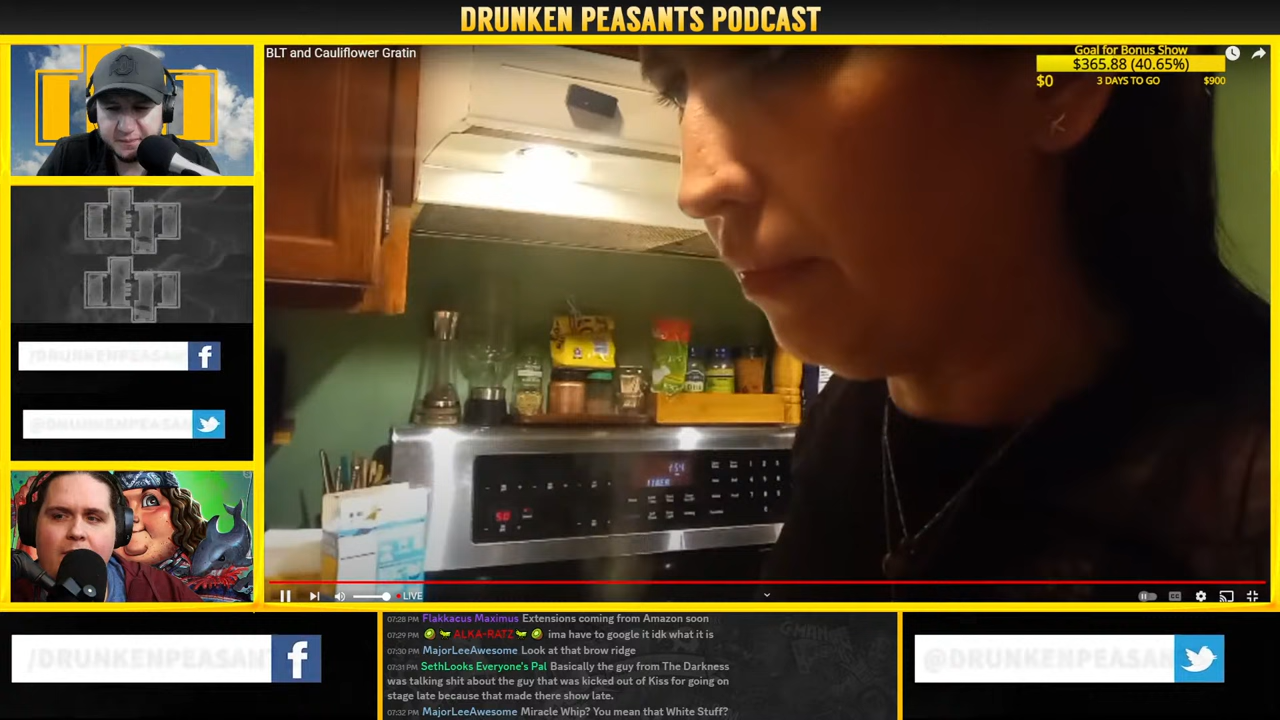 DRUNKEN PEASANTS PODCAST
BLT and Cauliflower Gratin
Goal for Bonus Show
$365.88 (40.65%)
$0
3 DAYS TO GO
$900
/DRUNKENPEASA
@DRUNKENPEASAN
LIVE
07:28 PM Flakkacus Maximus Extensions coming from Amazon soon
07:29 PM ALKA-RATZ ima have to google it idk what it is
07:30 PM MajorLeeAwesome Look at that brow ridge
07:31 PM SethLooks Everyone's Pal Basically the guy from The Darkness
was talking shit about the guy that was kicked out of Kiss for going on
stage late because that made there show late.
07:32 PM MajorLeeAwesome Miracle Whip? You mean that White Stuff?
/DRUNKENPEASANT
@DRUNKENPEASAN